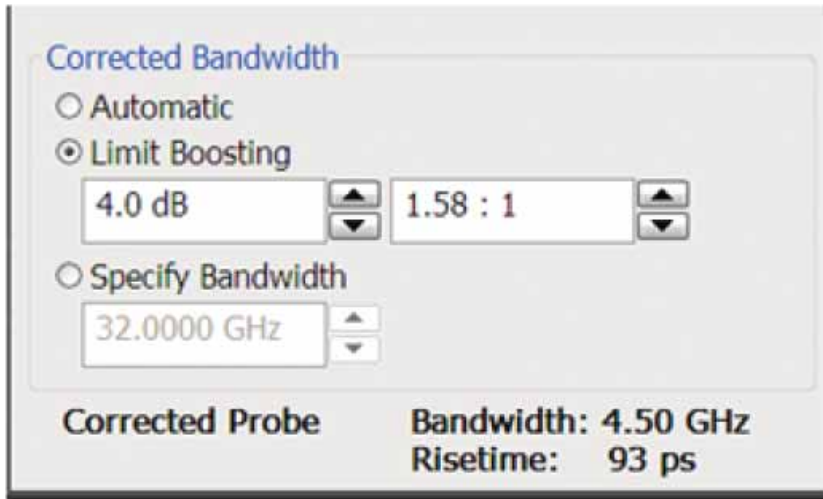 Corrected Bandwidth
Automatic
Limit Boosting
4.0 dB 1.58 : 1
Specify Bandwidth
32.0000 GHz
Corrected Probe Bandwidth: 4.50 GHz
Risetime: 93 ps